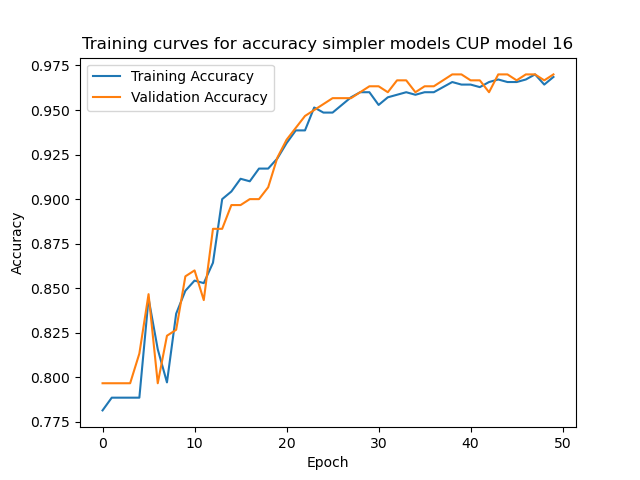 Training curves for accuracy simpler models CUP model 16
Training Accuracy
Validation Accuracy
0.975
0.950
0.925
0.900
0.875
0.850
0.825
0.800
0.775
Accuracy
0 10 20 30 40 50
Epoch